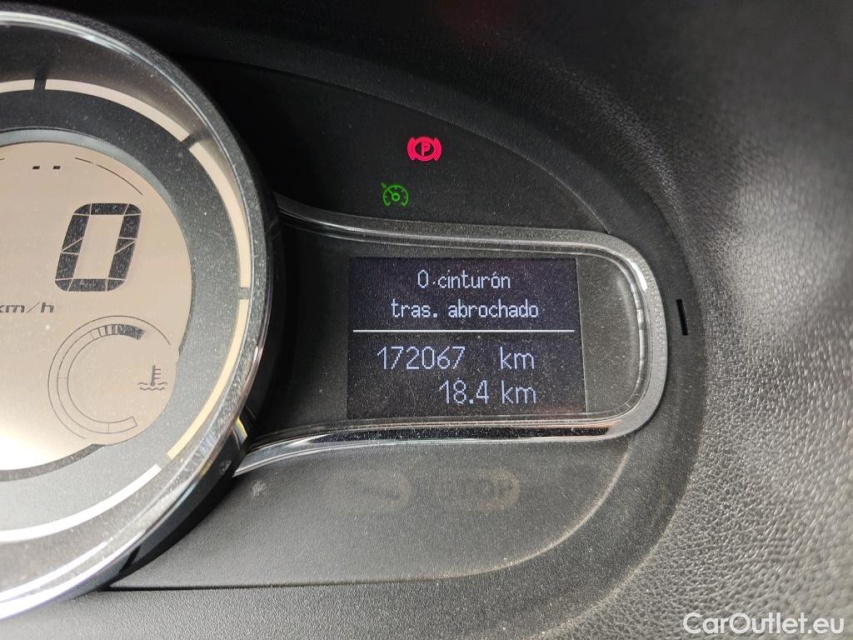 0
km/h
0 cinturón
tras. abrochado
172067 km
18.4 km
CarOutlet.eu